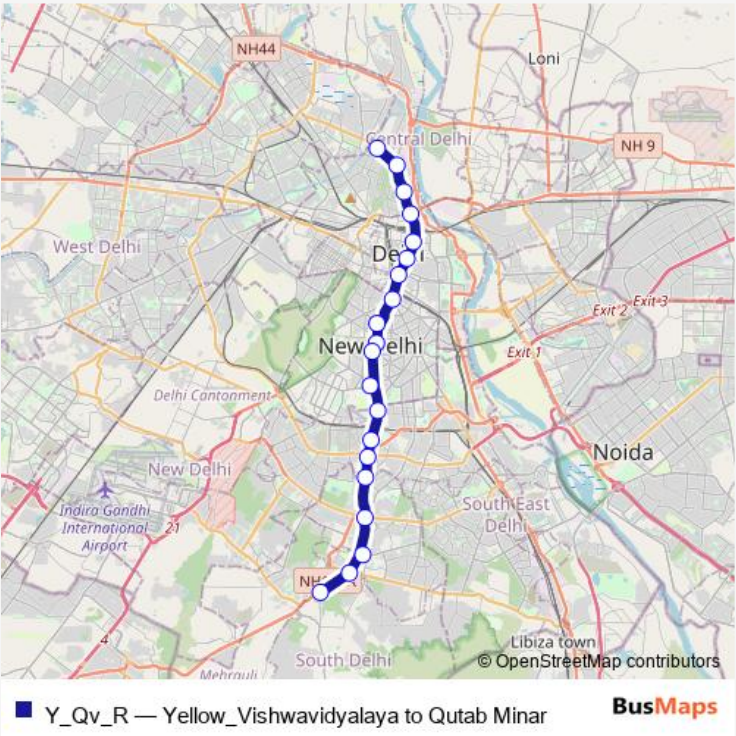 NH44
Loni
Central Delhi
NH 9
West Delhi
Exit 3
Exit 2
New Delhi
Exit 1
Delhi Cantonment
Noida
New Delhi
Indira Gandhi
International
Airport
21
South East
Delhi
4
Libiza town
South Delhi
© OpenStreetMap contributors
Mehrauli
Y_Qv_R — Yellow_Vishwavidyalaya to Qutab Minar
BusMaps